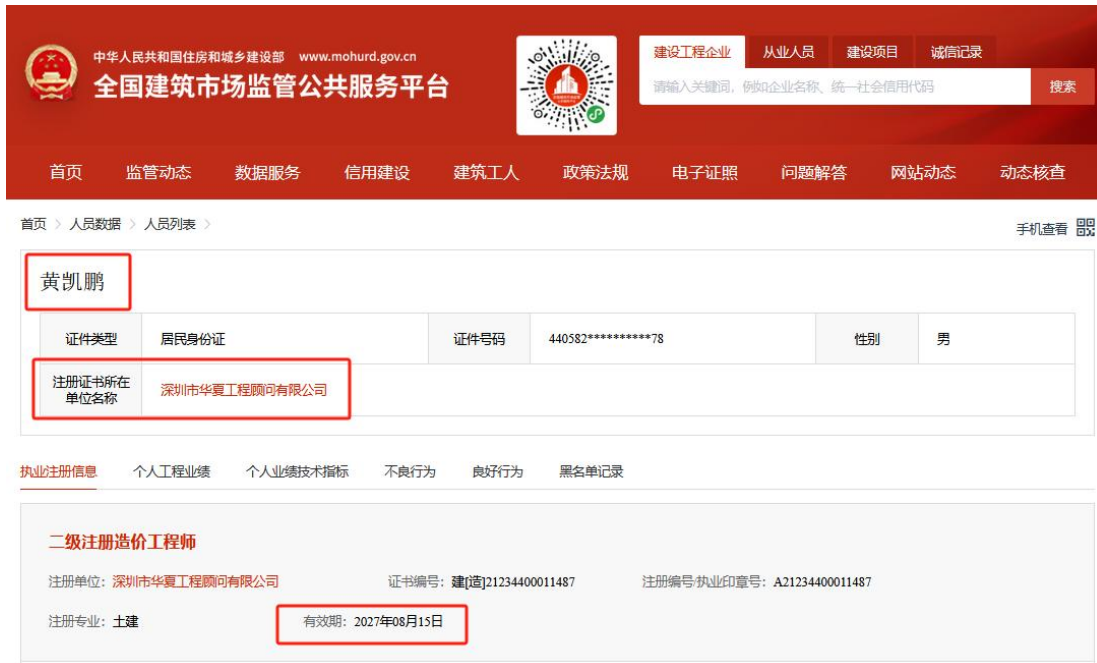 中华人民共和国住房和城乡建设部 www.mohurd.gov.cn
全国建筑市场监管公共服务平台
建设工程企业 从业人员 建设项目 诚信记录
请输入关键词，例如企业名称、统一社会信用代码 搜索
首页 监管动态 数据服务 信用建设 建筑工人 政策法规 电子证照 问题解答 网站动态 动态核查
首页 > 人员数据 > 人员列表 >
手机查看
黄凯鹏
证件类型 居民身份证 证件号码 440582**********78 性别 男
注册证书所在
单位名称
深圳市华夏工程顾问有限公司
执业注册信息 个人工程业绩 个人业绩技术指标 不良行为 良好行为 黑名单记录
二级注册造价工程师
注册单位：深圳市华夏工程顾问有限公司 证书编号：建[造]21234400011487 注册编号/执业印章号：A21234400011487
注册专业：土建 有效期：2027年08月15日